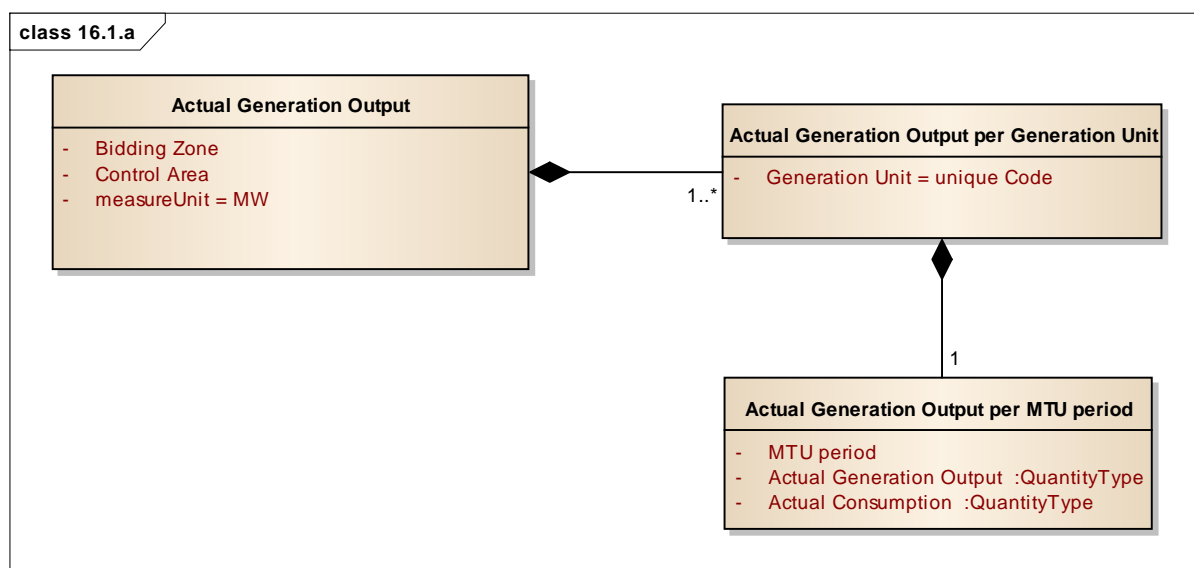 class 16.1.a
Actual Generation Output
- Bidding Zone
- Control Area
- measureUnit = MW
1..*
Actual Generation Output per Generation Unit
- Generation Unit = unique Code
1
Actual Generation Output per MTU period
- MTU period
- Actual Generation Output :QuantityType
- Actual Consumption :QuantityType